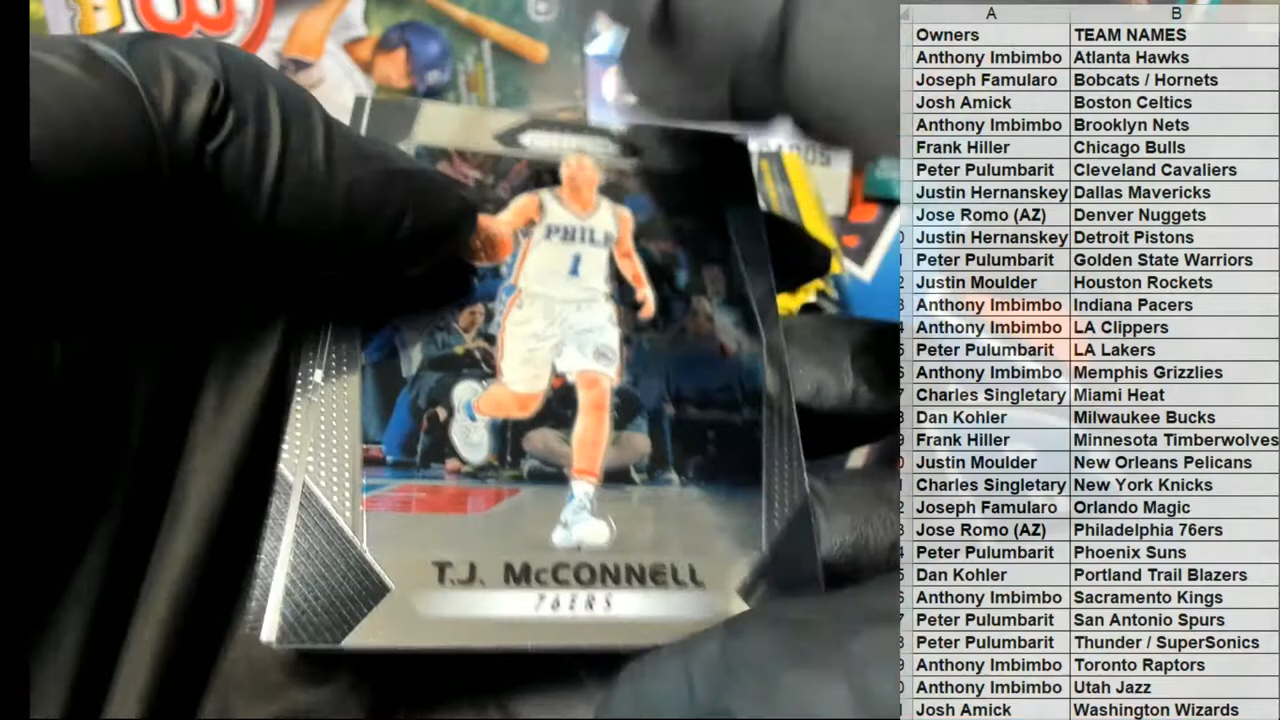 PHILA
1
T.J. McCONNELL
76ERS
A B
Owners TEAM NAMES
Anthony Imbimbo Atlanta Hawks
Joseph Famularo Bobcats / Hornets
Josh Amick Boston Celtics
Anthony Imbimbo Brooklyn Nets
Frank Hiller Chicago Bulls
Peter Pulumbarit Cleveland Cavaliers
Justin Hernanskey Dallas Mavericks
Jose Romo (AZ) Denver Nuggets
Justin Hernanskey Detroit Pistons
Peter Pulumbarit Golden State Warriors
Justin Moulder Houston Rockets
Anthony Imbimbo Indiana Pacers
Anthony Imbimbo LA Clippers
Peter Pulumbarit LA Lakers
Anthony Imbimbo Memphis Grizzlies
Charles Singletary Miami Heat
Dan Kohler Milwaukee Bucks
Frank Hiller Minnesota Timberwolves
Justin Moulder New Orleans Pelicans
Charles Singletary New York Knicks
Joseph Famularo Orlando Magic
Jose Romo (AZ) Philadelphia 76ers
Peter Pulumbarit Phoenix Suns
Dan Kohler Portland Trail Blazers
Anthony Imbimbo Sacramento Kings
Peter Pulumbarit San Antonio Spurs
Peter Pulumbarit Thunder / SuperSonics
Anthony Imbimbo Toronto Raptors
Anthony Imbimbo Utah Jazz
Josh Amick Washington Wizards